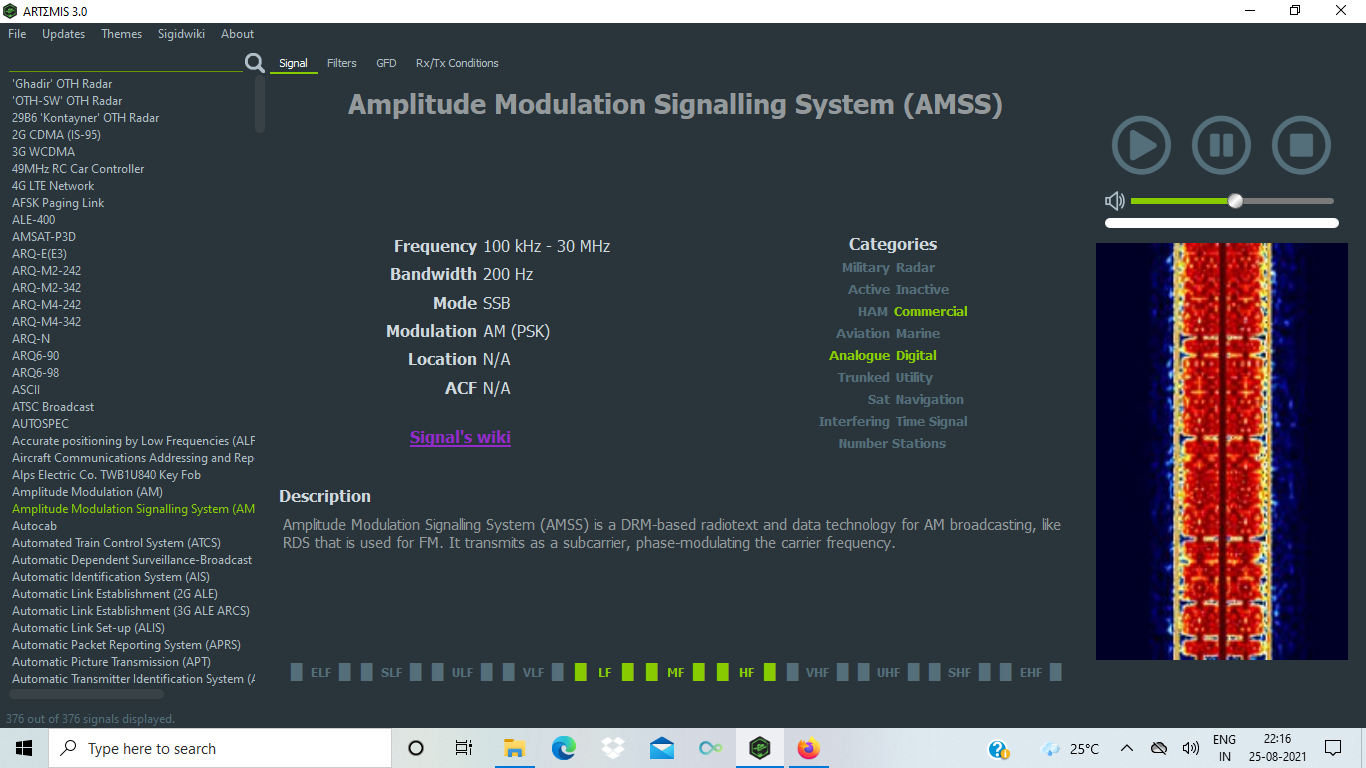 ARTΣMIS 3.0
File Updates Themes Sigidwiki About
Signal Filters GFD Rx/Tx Conditions
'Ghadir' OTH Radar
'OTH-SW' OTH Radar
29B6 'Kontayner' OTH Radar
2G CDMA (IS-95)
3G WCDMA
49MHz RC Car Controller
4G LTE Network
AFSK Paging Link
ALE-400
AMSAT-P3D
ARQ-E(E3)
ARQ-M2-242
ARQ-M2-342
ARQ-M4-242
ARQ-M4-342
ARQ-N
ARQ6-90
ARQ6-98
ASCII
ATSC Broadcast
AUTOSPEC
Accurate positioning by Low Frequencies (ALF
Aircraft Communications Addressing and Rep
Alps Electric Co. TWB1U840 Key Fob
Amplitude Modulation (AM)
Amplitude Modulation Signalling System (AM
Autocab
Automated Train Control System (ATCS)
Automatic Dependent Surveillance-Broadcast
Automatic Identification System (AIS)
Automatic Link Establishment (2G ALE)
Automatic Link Establishment (3G ALE ARCS)
Automatic Link Set-up (ALIS)
Automatic Packet Reporting System (APRS)
Automatic Picture Transmission (APT)
Automatic Transmitter Identification System (A
376 out of 376 signals displayed.
Amplitude Modulation Signalling System (AMSS)
Frequency 100 kHz - 30 MHz
Bandwidth 200 Hz
Mode SSB
Modulation AM (PSK)
Location N/A
ACF N/A
Signal's wiki
Categories
Military Radar
Active Inactive
HAM Commercial
Aviation Marine
Analogue Digital
Trunked Utility
Sat Navigation
Interfering Time Signal
Number Stations
Description
Amplitude Modulation Signalling System (AMSS) is a DRM-based radiotext and data technology for AM broadcasting, like
RDS that is used for FM. It transmits as a subcarrier, phase-modulating the carrier frequency.
ELF SLF ULF VLF LF MF HF VHF UHF SHF EHF
Type here to search
25°C
ENG
IN
22:16
25-08-2021